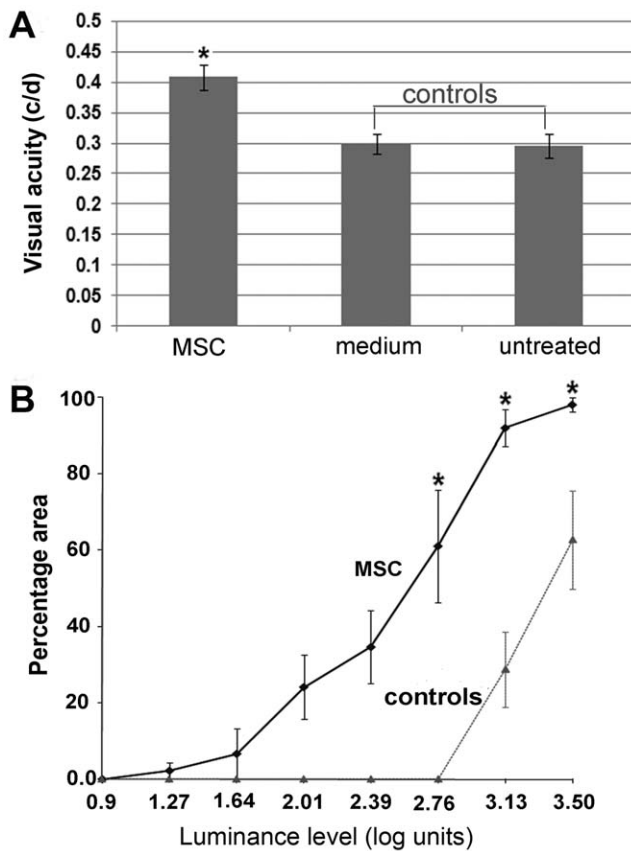 A
Visual acuity (c/d)
0.5
0.45
0.4
0.35
0.3
0.25
0.2
0.15
0.1
0.05
0
*
controls
MSC medium untreated
B
Percentage area
100
80
60
40
20
0.0
* * *
MSC
controls
0.9 1.27 1.64 2.01 2.39 2.76 3.13 3.50
Luminance level (log units)